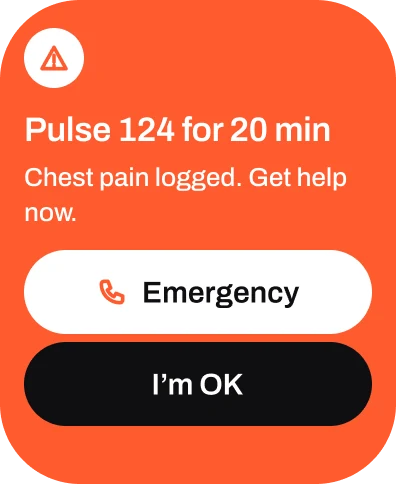 Pulse 124 for 20 min
Chest pain logged. Get help
now.
Emergency
I’m OK